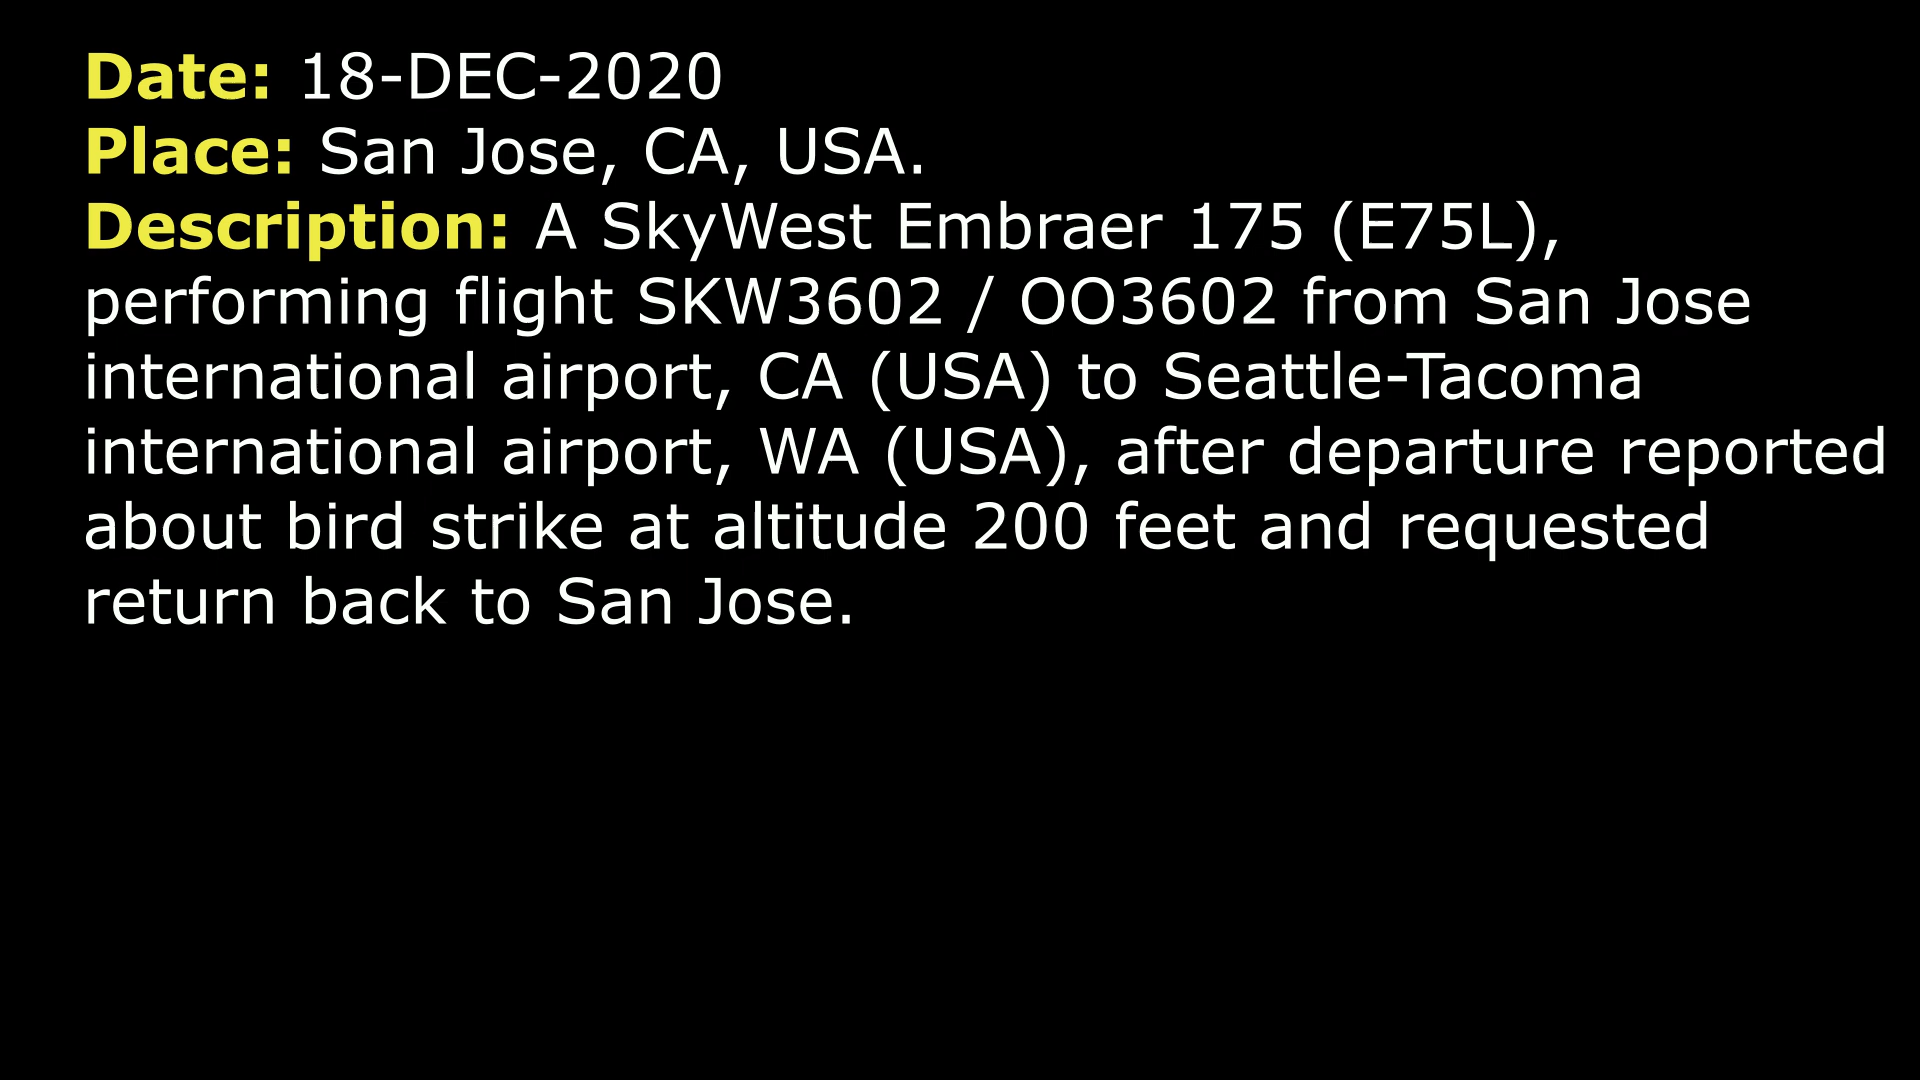 Date: 18-DEC-2020
Place: San Jose, CA, USA.
Description: A SkyWest Embraer 175 (E75L),
performing flight SKW3602 / OO3602 from San Jose
international airport, CA (USA) to Seattle-Tacoma
international airport, WA (USA), after departure reported
about bird strike at altitude 200 feet and requested
return back to San Jose.